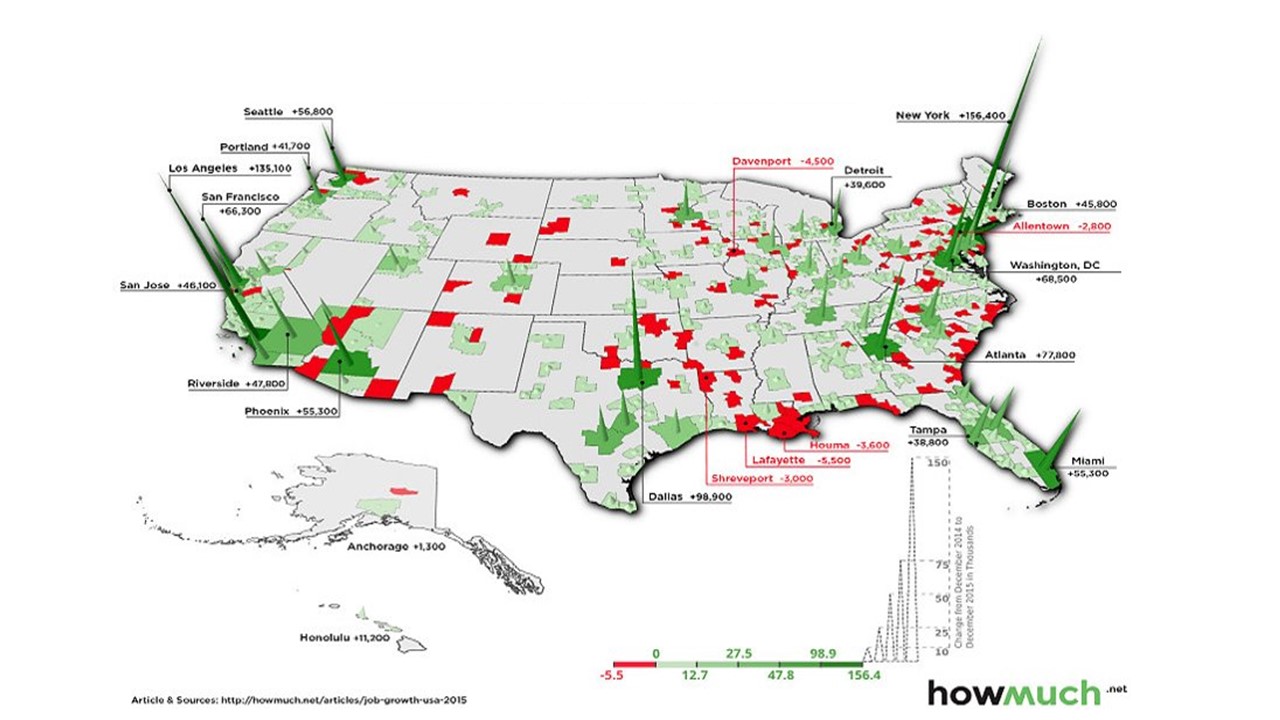 Seattle +56,800
Portland +41,700
Los Angeles +135,100
San Francisco
+66,300
San Jose +46,100
Riverside +47,800
Phoenix +55,300
New York +156,400
Davenport -4,500
Detroit
+39,600
Boston +45,800
Allentown -2,800
Washington, DC
+68,500
Atlanta +77,800
Tampa
+38,800
Miami
+55,300
Houma -3,600
Lafayette -5,500
Shreveport -3,000
Dallas +98,900
Anchorage +1,300
Honolulu +11,200
150
75
50
25
10
Change from December 2014 to
December 2015 in Thousands
0 27.5 98.9
-5.5 12.7 47.8 156.4
Article & Sources: http://howmuch.net/articles/job-growth-usa-2015
howmuch.net